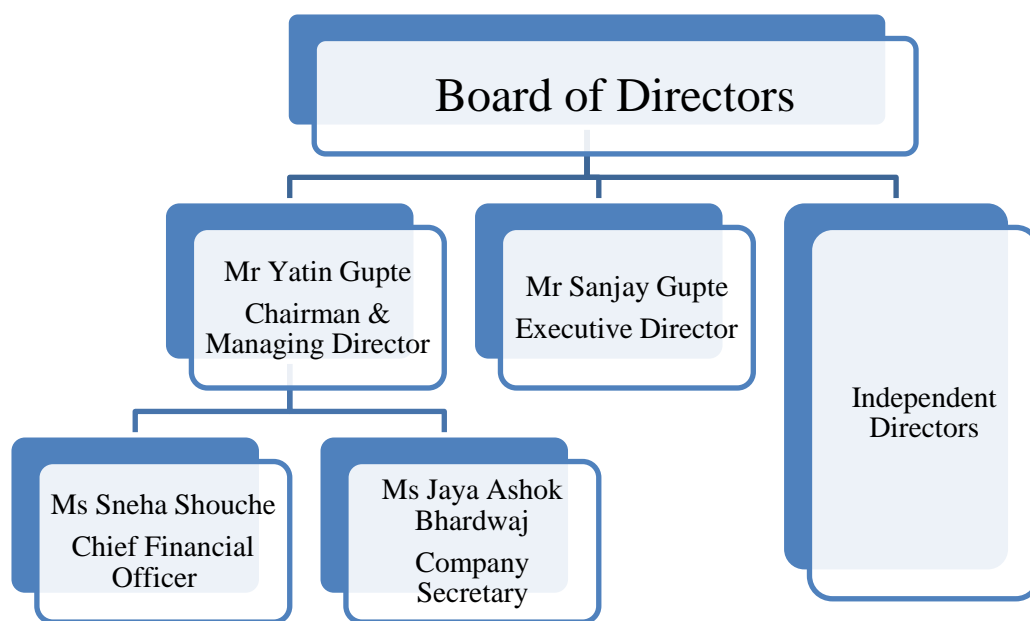 Board of Directors
Mr Yatin Gupte
Chairman &
Managing Director
Mr Sanjay Gupte
Executive Director
Independent
Directors
Ms Sneha Shouche
Chief Financial
Officer
Ms Jaya Ashok
Bhardwaj
Company
Secretary